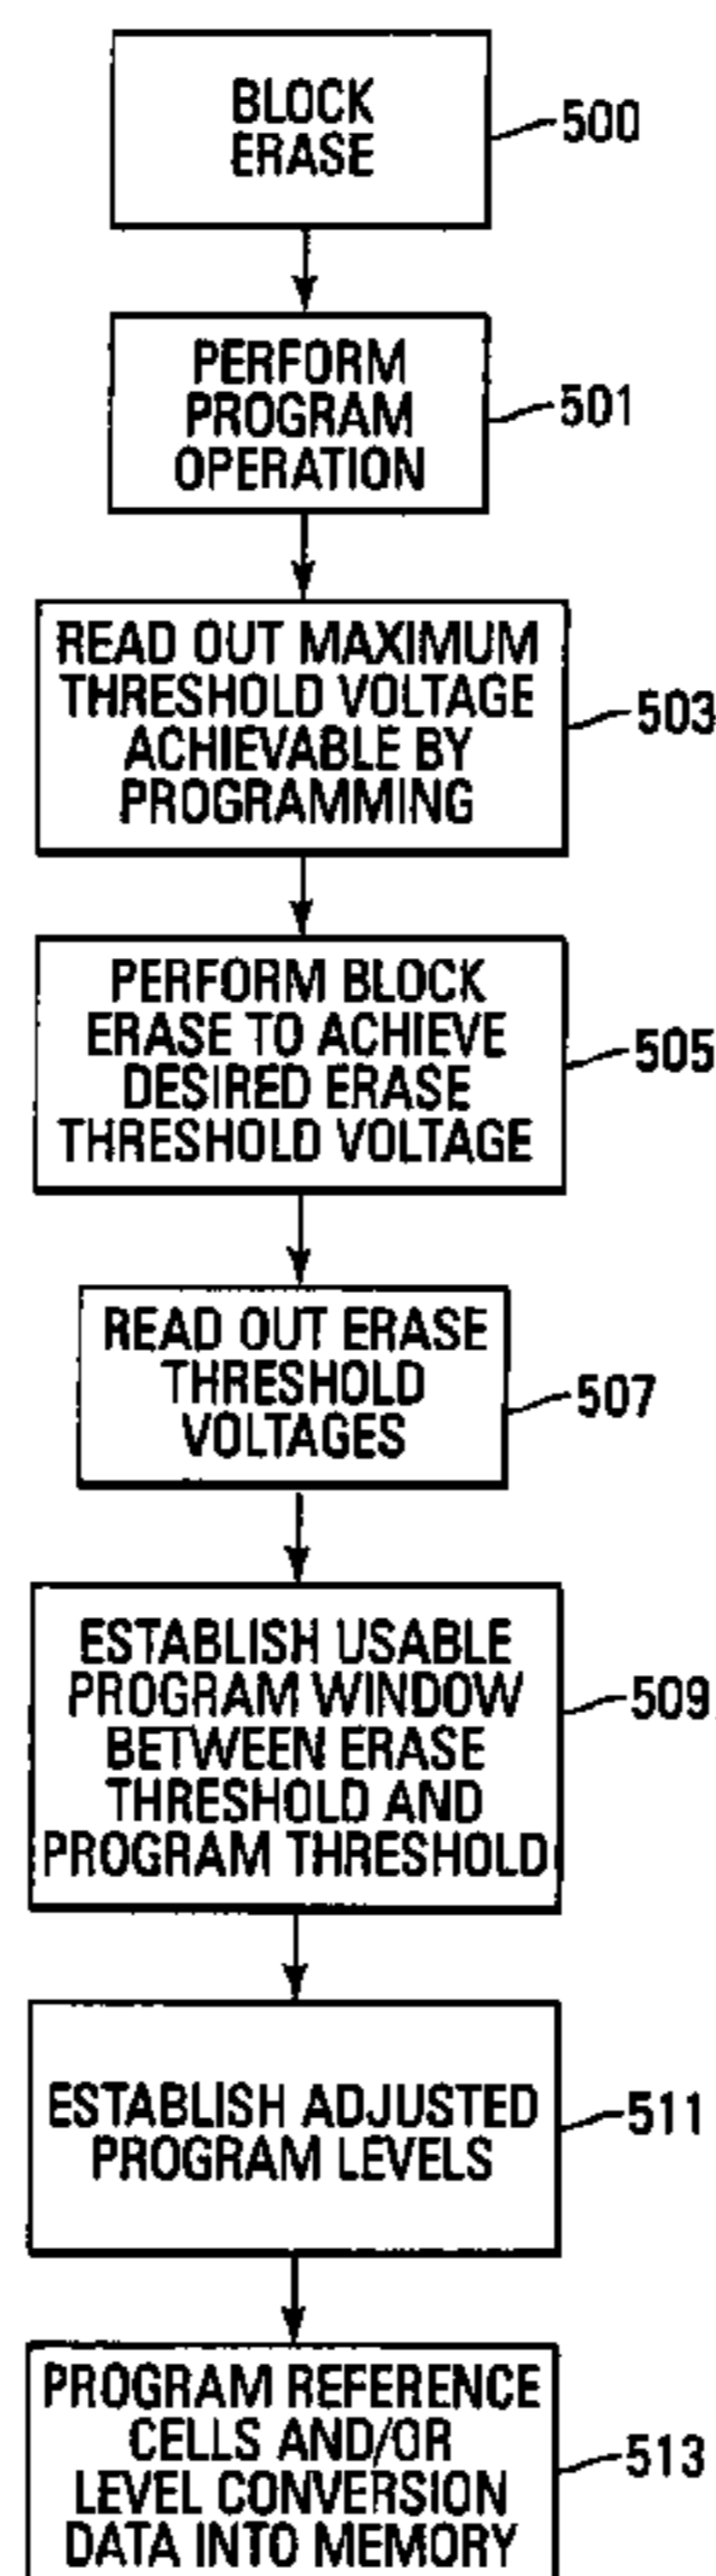 BLOCK
ERASE
500
PERFORM
PROGRAM
OPERATION
501
READ OUT MAXIMUM
THRESHOLD VOLTAGE
ACHIEVABLE BY
PROGRAMMING
503
PERFORM BLOCK
ERASE TO ACHIEVE
DESIRED ERASE
THRESHOLD VOLTAGE
505
READ OUT ERASE
THRESHOLD
VOLTAGES
507
ESTABLISH USABLE
PROGRAM WINDOW
BETWEEN ERASE
THRESHOLD AND
PROGRAM THRESHOLD
509
ESTABLISH ADJUSTED
PROGRAM LEVELS
511
PROGRAM REFERENCE
CELLS AND/OR
LEVEL CONVERSION
DATA INTO MEMORY
513